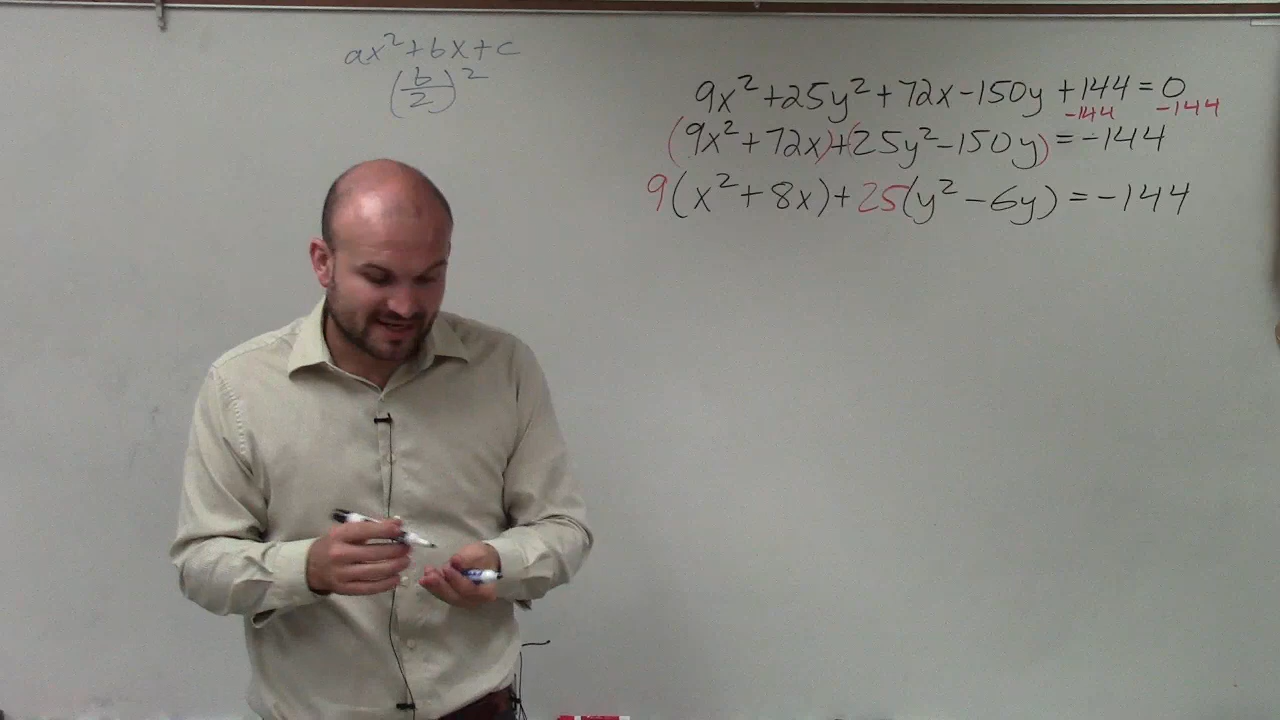 ax²+bx+c
(b/2)²
9x²+25y²+72x-150y+144=0
-144 -144
(9x²+72x)+(25y²-150y)=-144
9(x²+8x)+25(y²-6y)=-144